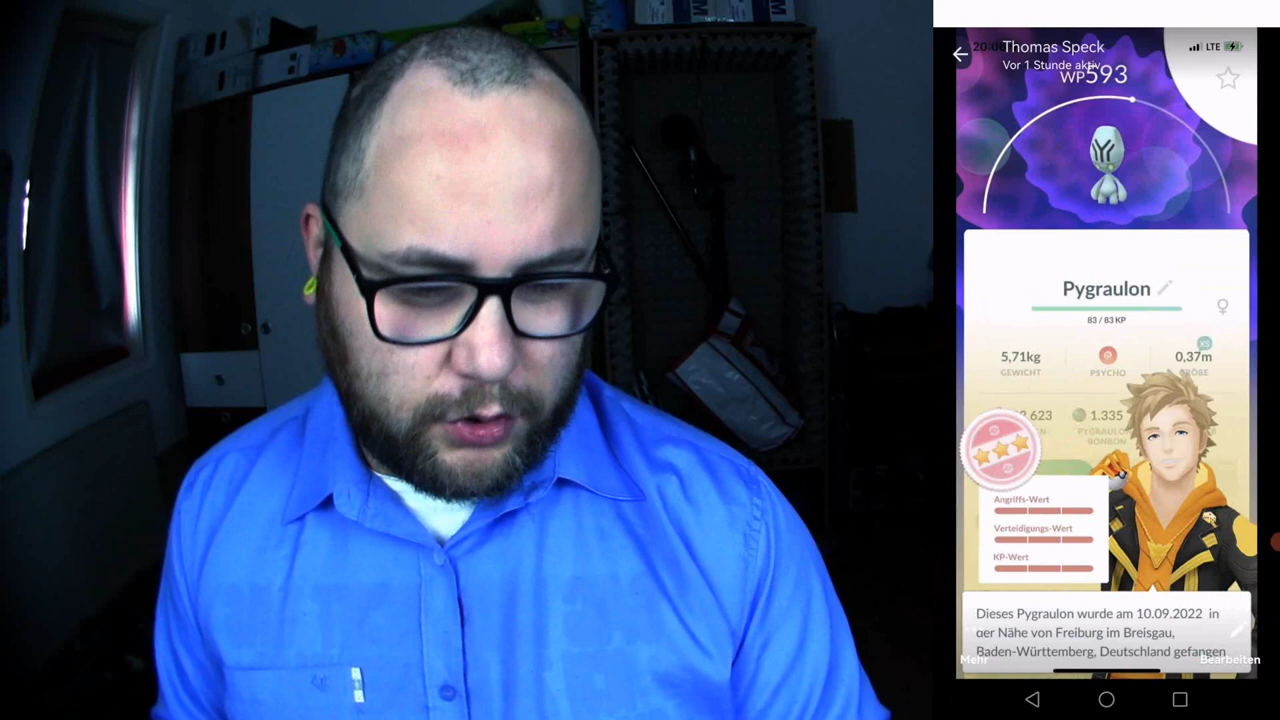 Thomas Speck
LTE
Vor 1 Stunde aktiv
WP593
Pygraulon
83 / 83 KP
5,71kg
GEWICHT
PSYCHO
XS
0,37m
GRÖßE
623
1.335
PYGRAULON-
BONBON
Angriffs-Wert
Verteidigungs-Wert
KP-Wert
Dieses Pygraulon wurde am 10.09.2022 in
der Nähe von Freiburg im Breisgau,
Baden-Württemberg, Deutschland gefangen
Mehr
Bearbeiten